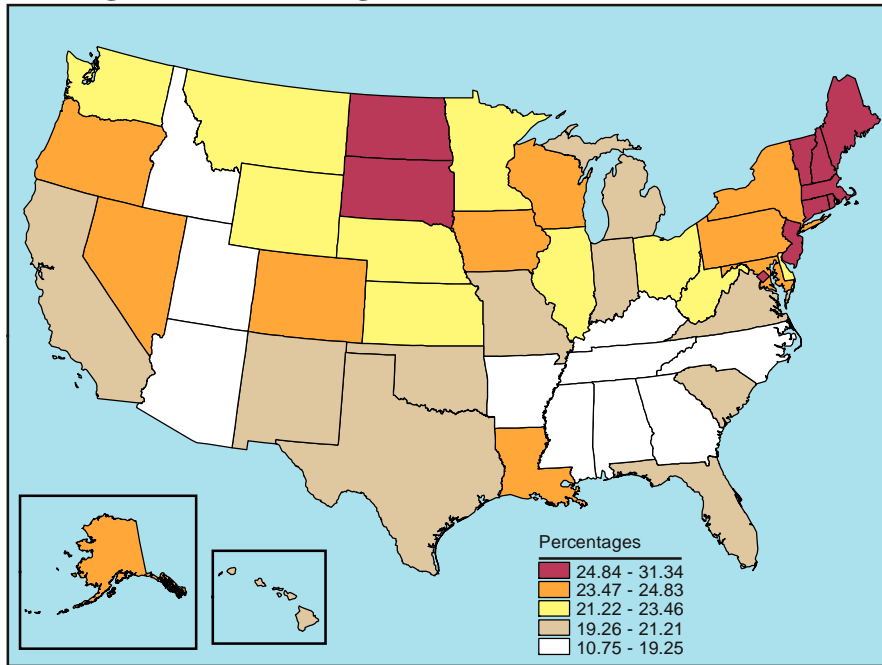 Percentages
24.84 - 31.34
23.47 - 24.83
21.22 - 23.46
19.26 - 21.21
10.75 - 19.25